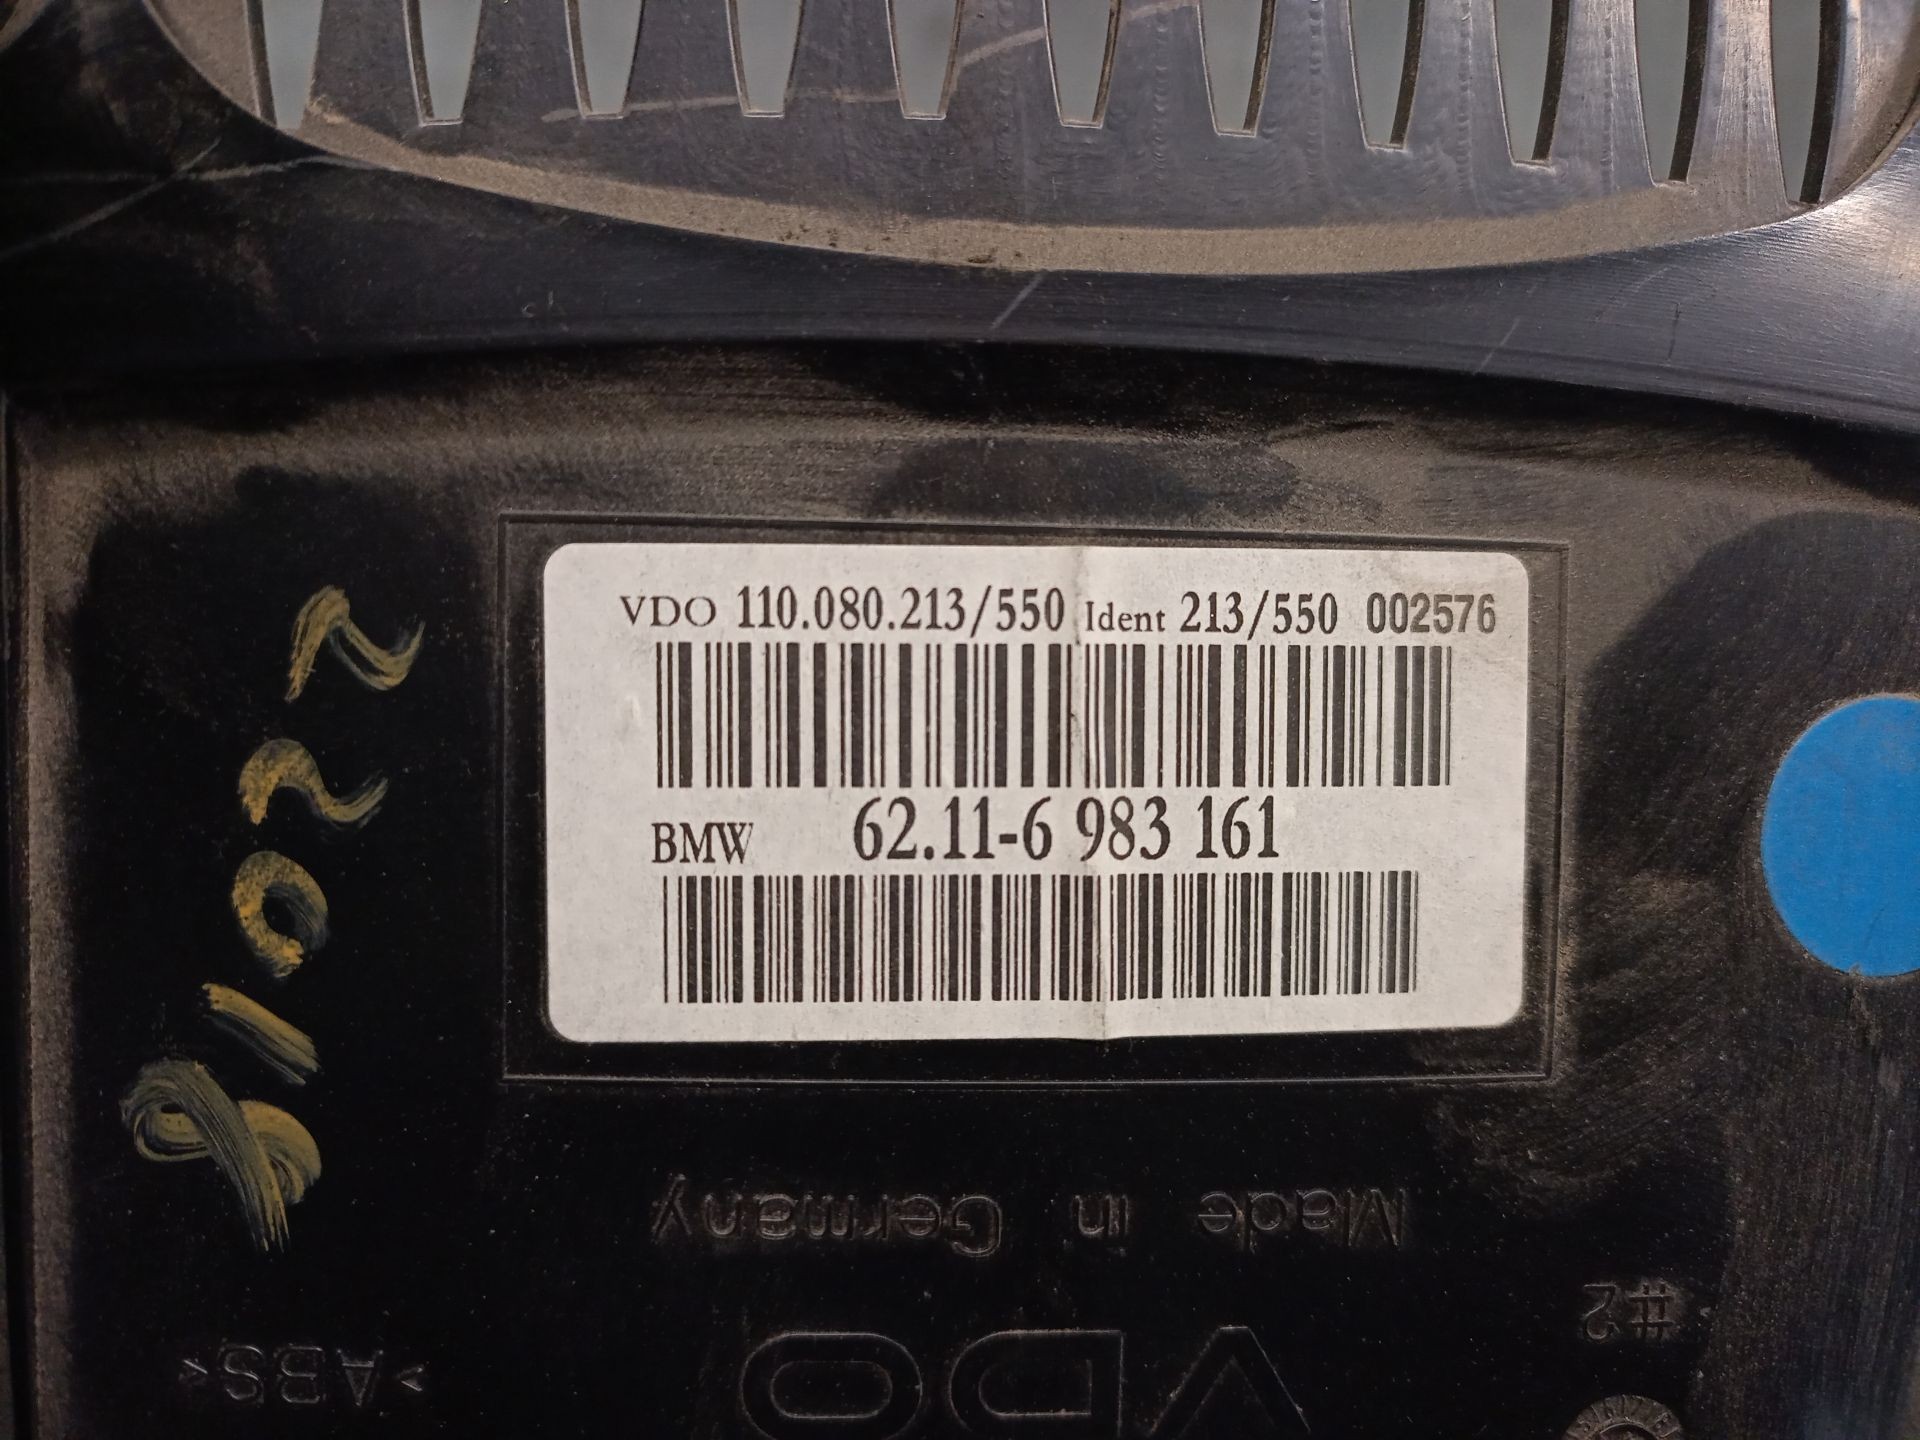 VDO 110.080.213/550 Ident 213/550 002576
BMW 62.11-6 983 161
Made in Germany
#2
>ABS<
VDO